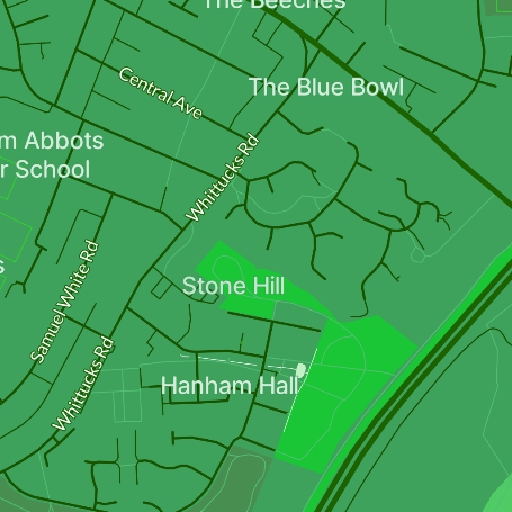 The Beeches
Central Ave
The Blue Bowl
m Abbots
r School
Whittucks Rd
s
Samuel White Rd
Stone Hill
Whittucks Rd
Hanham Hall